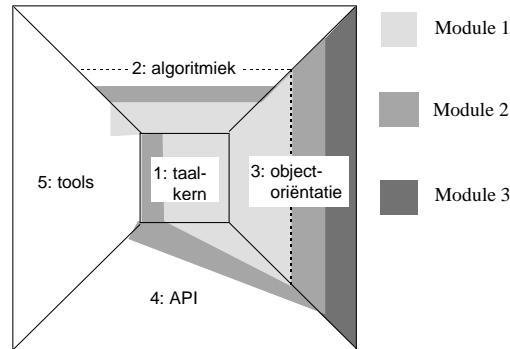 2: algoritmiek
1: taal-
kern
3: object-
oriëntatie
5: tools
4: API
Module 1
Module 2
Module 3